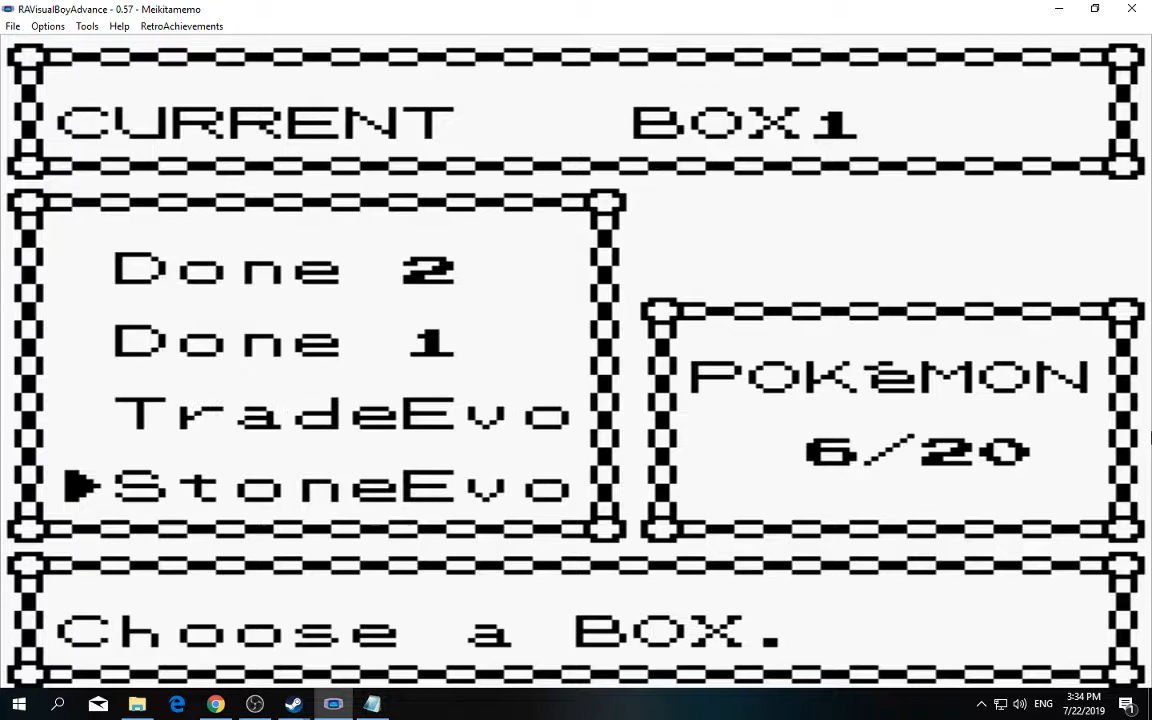 RAVisualBoyAdvance - 0.57 - Meikitamemo
File Options Tools Help RetroAchievements
CURRENT BOX1
Done 2
Done 1
TradeEvo
StoneEvo
POKéMON
6/20
Choose a BOX.
ENG
3:34 PM
7/22/2019
1